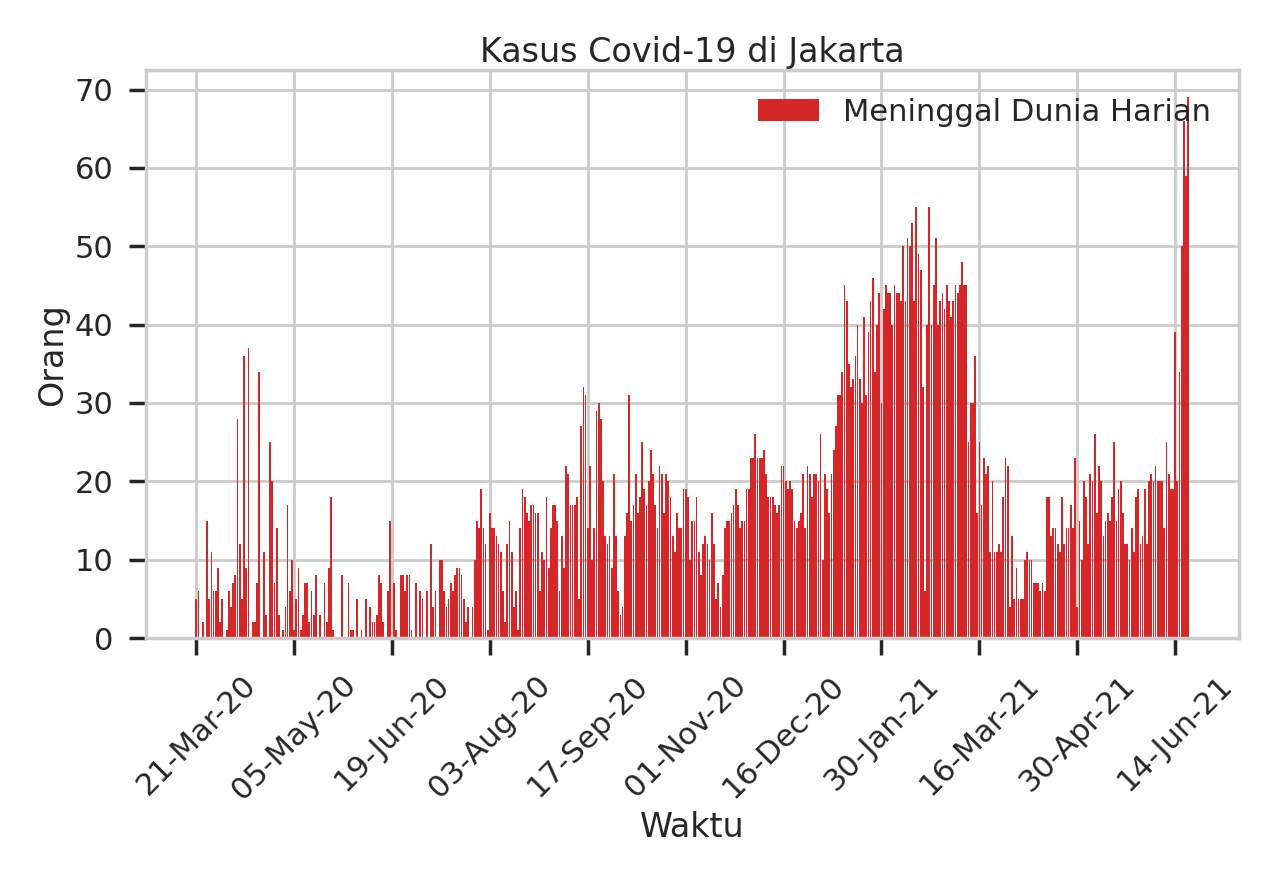 Kasus Covid-19 di Jakarta
Meninggal Dunia Harian
70
60
50
40
30
20
10
0
Orang
21-Mar-20
05-May-20
19-Jun-20
03-Aug-20
17-Sep-20
01-Nov-20
16-Dec-20
30-Jan-21
16-Mar-21
30-Apr-21
14-Jun-21
Waktu